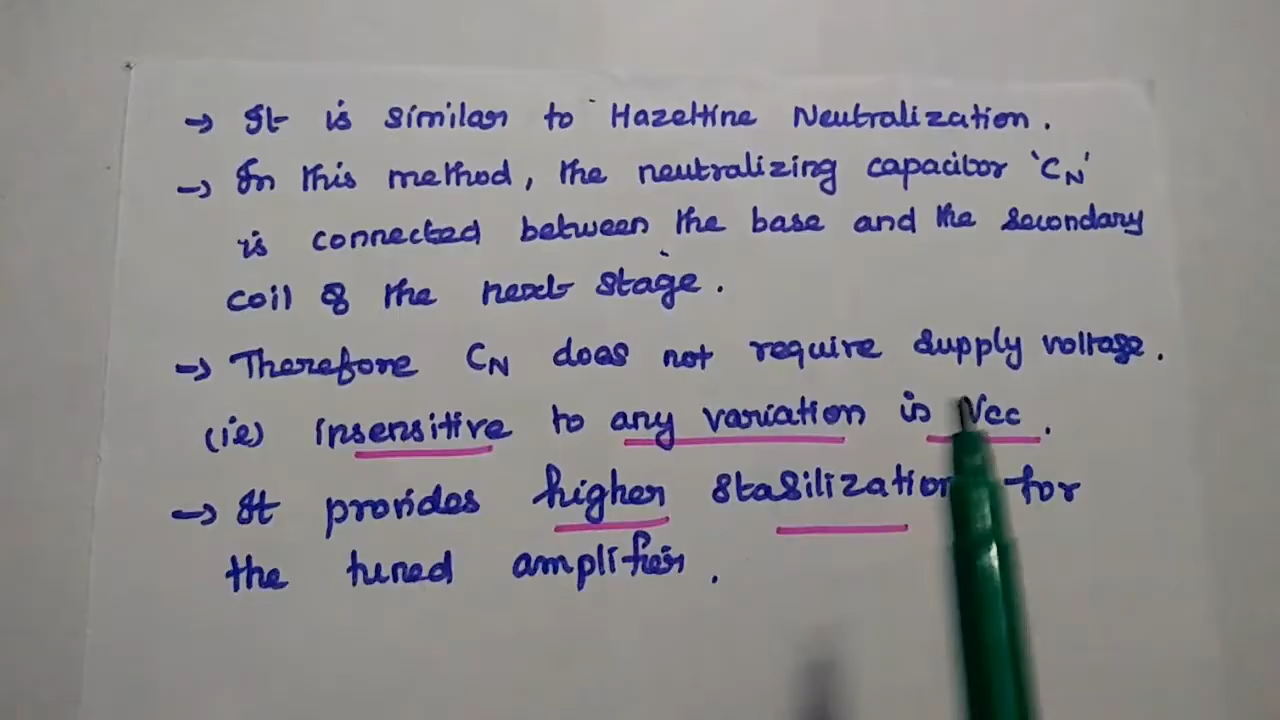 → It is similar to Hazeltine Neutralization.
→ In this method, the neutralizing capacitor 'CN'
is connected between the base and the secondary
coil of the next stage.
→ Therefore CN does not require supply voltage.
(ie) insensitive to any variation is Vcc.
→ It provides higher stasilization for
the tuned amplifier.